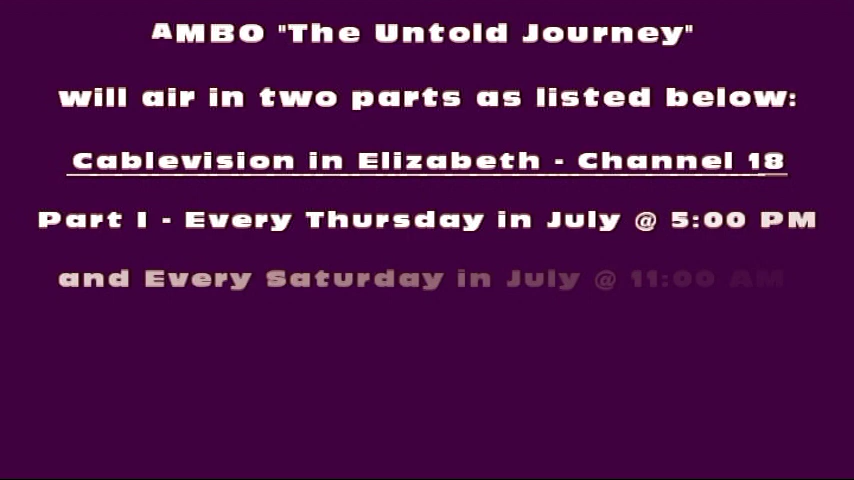 AMBO "The Untold Journey"
will air in two parts as listed below:
Cablevision in Elizabeth - Channel 18
Part I - Every Thursday in July @ 5:00 PM
and Every Saturday in July @ 11:00 AM